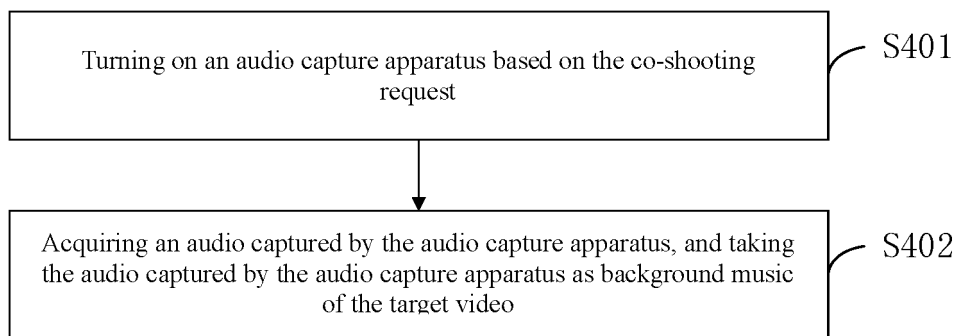 Turning on an audio capture apparatus based on the co-shooting
request
S401
Acquiring an audio captured by the audio capture apparatus, and taking
the audio captured by the audio capture apparatus as background music
of the target video
S402